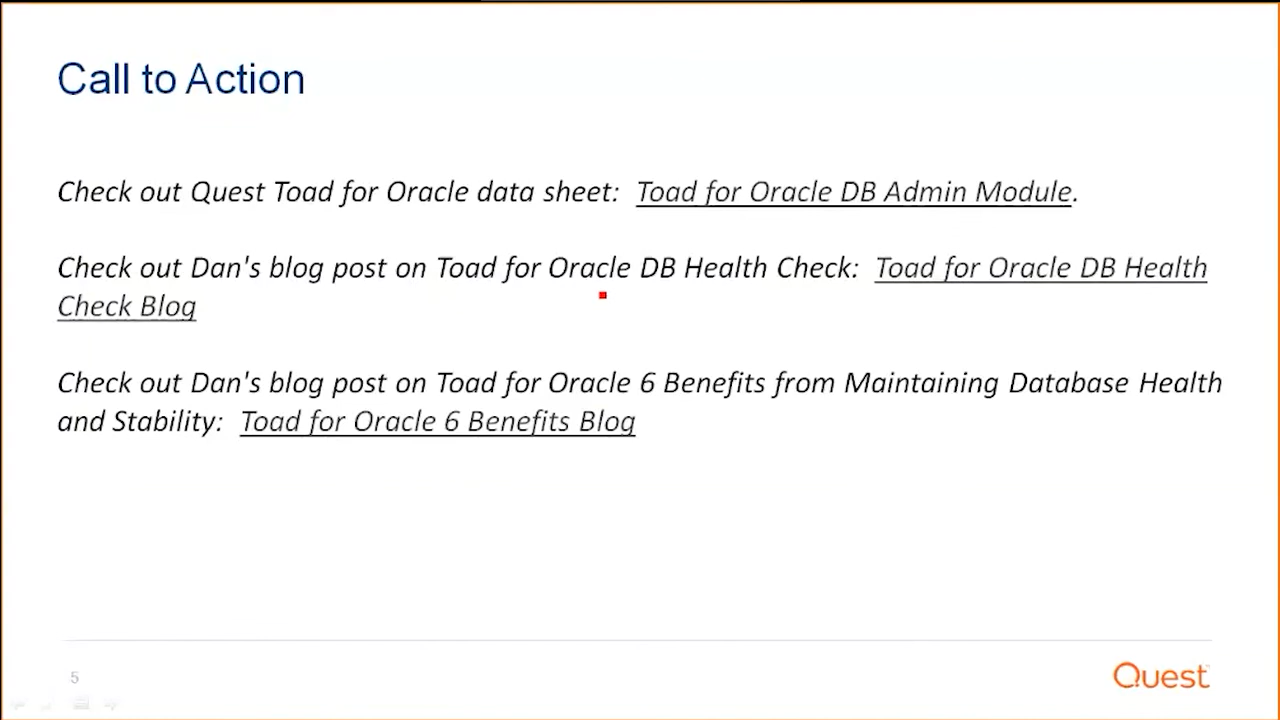 Call to Action
Check out Quest Toad for Oracle data sheet: Toad for Oracle DB Admin Module.
Check out Dan's blog post on Toad for Oracle DB Health Check: Toad for Oracle DB Health
Check Blog
Check out Dan's blog post on Toad for Oracle 6 Benefits from Maintaining Database Health
and Stability: Toad for Oracle 6 Benefits Blog
5
Quest